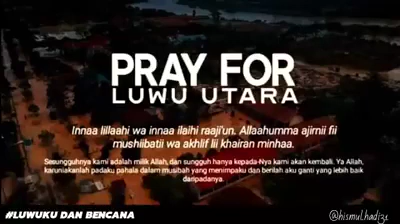 PRAY FOR
LUWU UTARA
Innaa lillaahi wa innaa ilaihi raaji'un. Allaahumma ajirnii fii
mushiibatii wa akhlif lii khairan minhaa.
Sesungguhnya kami adalah milik Allah, dan sungguh hanya kepada-Nya kami akan kembali. Ya Allah,
karuniakanlah padaku pahala dalam musibah yang menimpaku dan berilah aku ganti yang lebih baik
daripadanya.
#LUWUKU DAN BENCANA